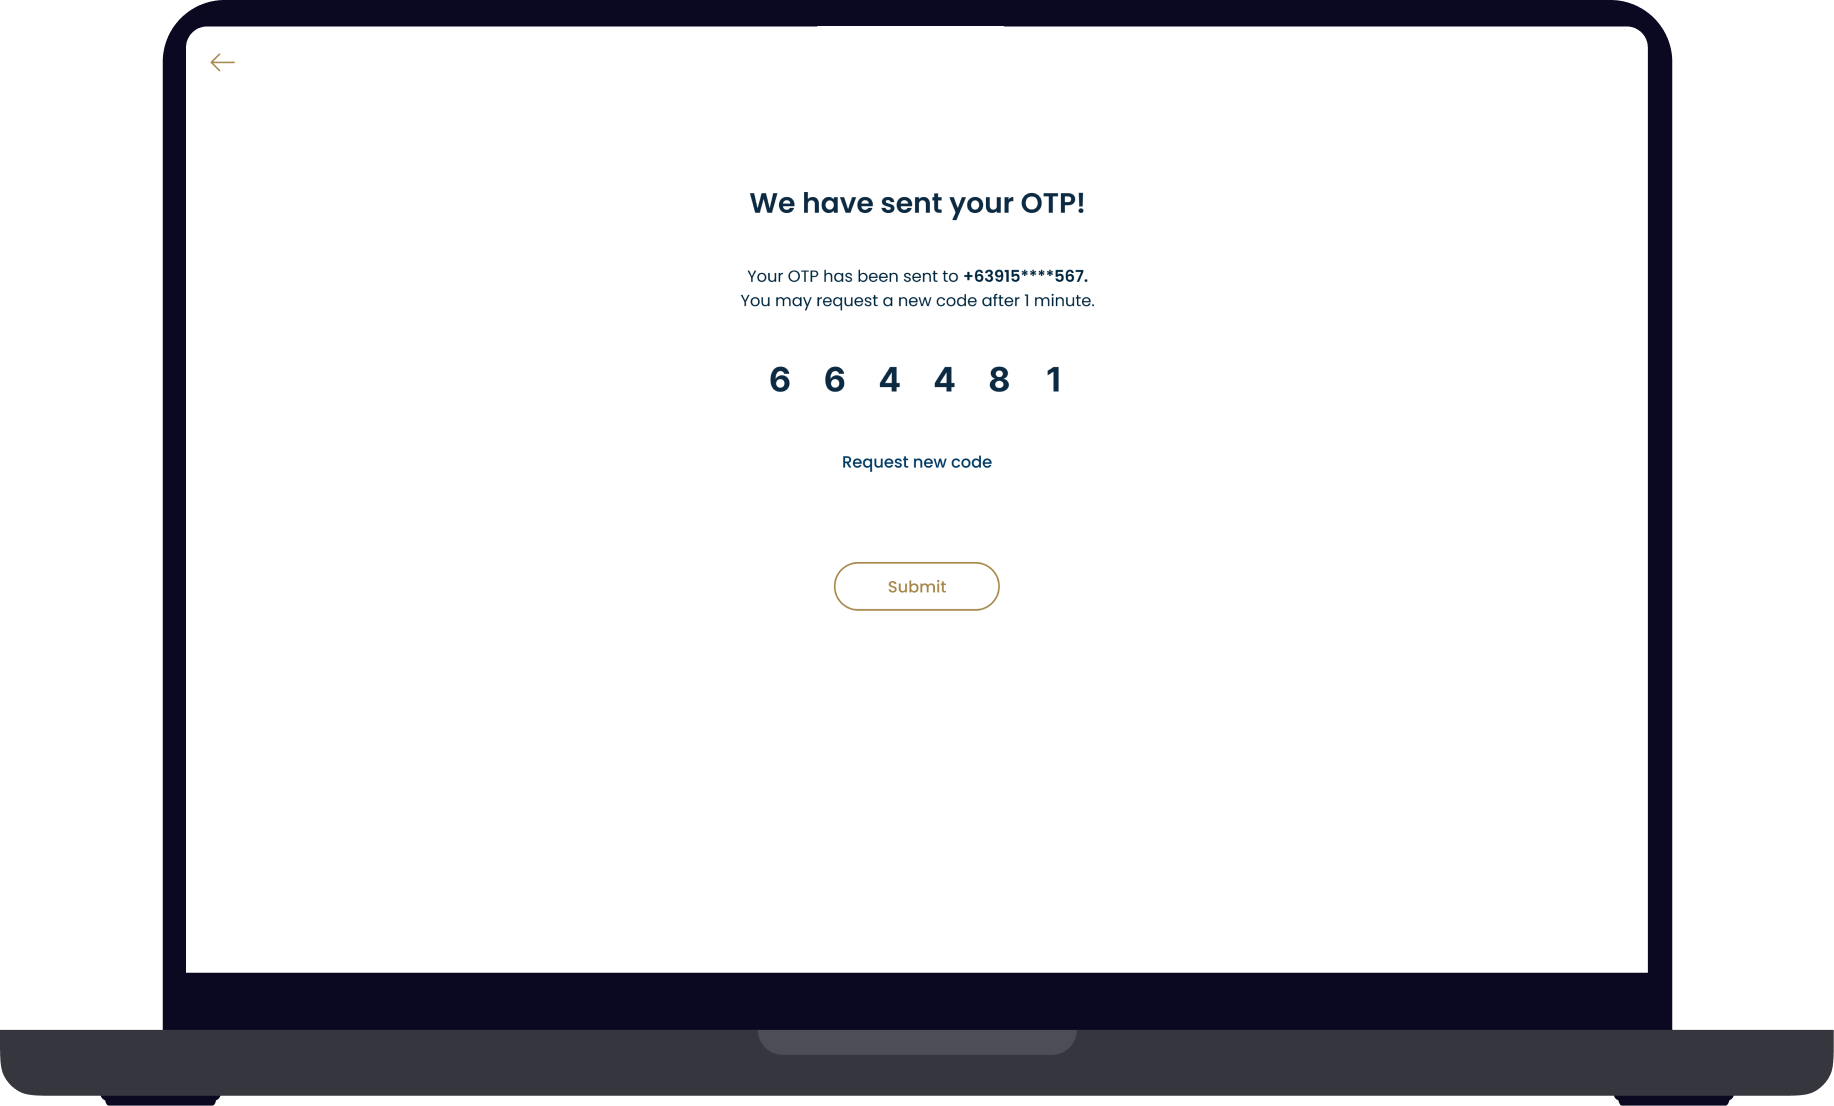 We have sent your OTP!
Your OTP has been sent to +63915****567.
You may request a new code after 1 minute.
6 6 4 4 8 1
Request new code
Submit